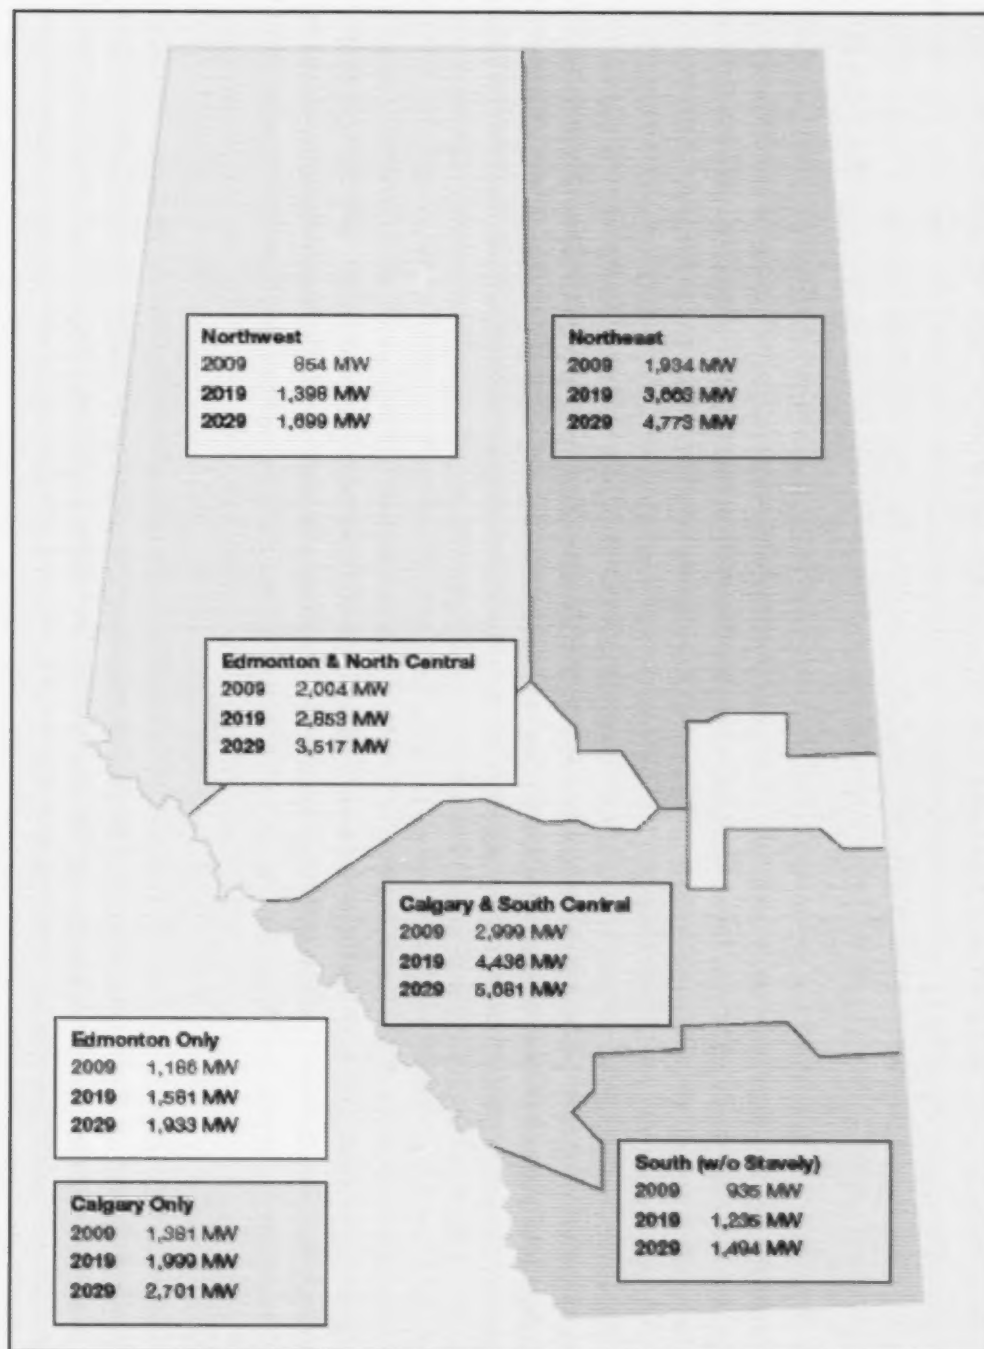 Northwest
2009 854 MW
2019 1,398 MW
2029 1,699 MW
Northeast
2009 1,934 MW
2019 3,663 MW
2029 4,773 MW
Edmonton & North Central
2009 2,004 MW
2019 2,853 MW
2029 3,517 MW
Calgary & South Central
2009 2,999 MW
2019 4,436 MW
2029 5,681 MW
Edmonton Only
2009 1,186 MW
2019 1,581 MW
2029 1,933 MW
South (w/o Stavely)
2009 935 MW
2019 1,235 MW
2029 1,494 MW
Calgary Only
2009 1,381 MW
2019 1,999 MW
2029 2,701 MW